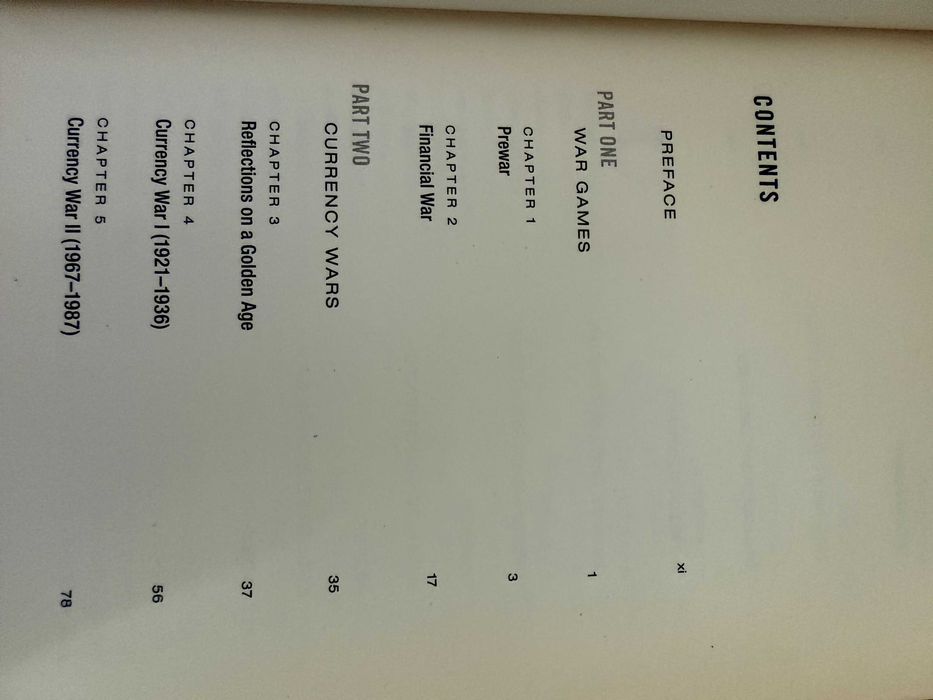 CONTENTS
PREFACE xi
PART ONE
WAR GAMES 1
CHAPTER 1
Prewar 3
CHAPTER 2
Financial War 17
PART TWO
CURRENCY WARS 35
CHAPTER 3
Reflections on a Golden Age 37
CHAPTER 4
Currency War I (1921–1936) 56
CHAPTER 5
Currency War II (1967–1987) 78